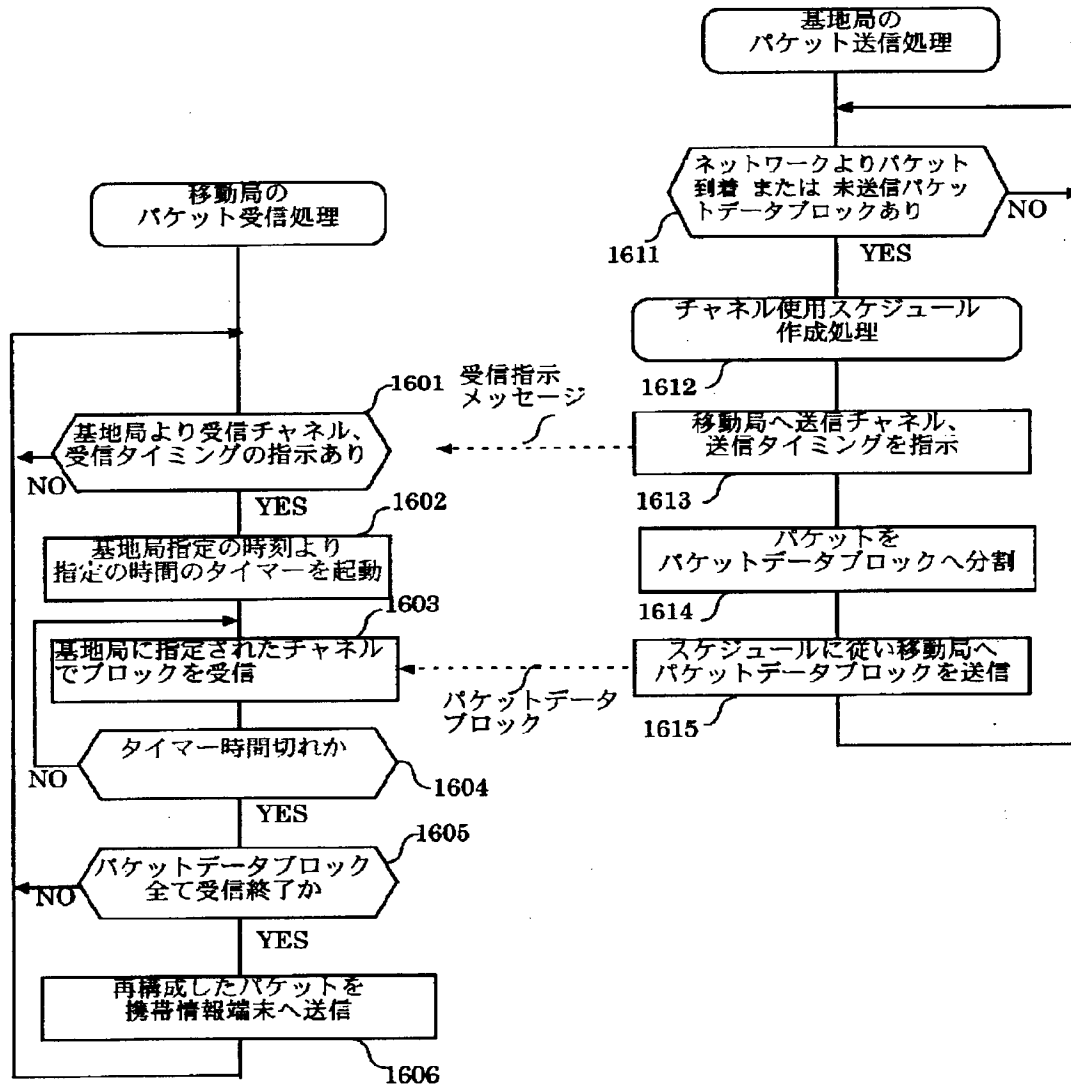 基地局の
パケット送信処理
ネットワークよりパケット
到着 または 未送信パケッ
トデータブロックあり
NO
1611
YES
チャネル使用スケジュール
作成処理
1612
移動局へ送信チャネル、
送信タイミングを指示
1613
パケットを
パケットデータブロックへ分割
1614
スケジュールに従い移動局へ
パケットデータブロックを送信
1615
受信指示
メッセージ
パケットデータ
ブロック
移動局の
パケット受信処理
1601
基地局より受信チャネル、
受信タイミングの指示あり
NO
YES
1602
基地局指定の時刻より
指定の時間のタイマーを起動
1603
基地局に指定されたチャネル
でブロックを受信
タイマー時間切れか
NO
1604
YES
1605
パケットデータブロック
全て受信終了か
NO
YES
再構成したパケットを
携帯情報端末へ送信
1606